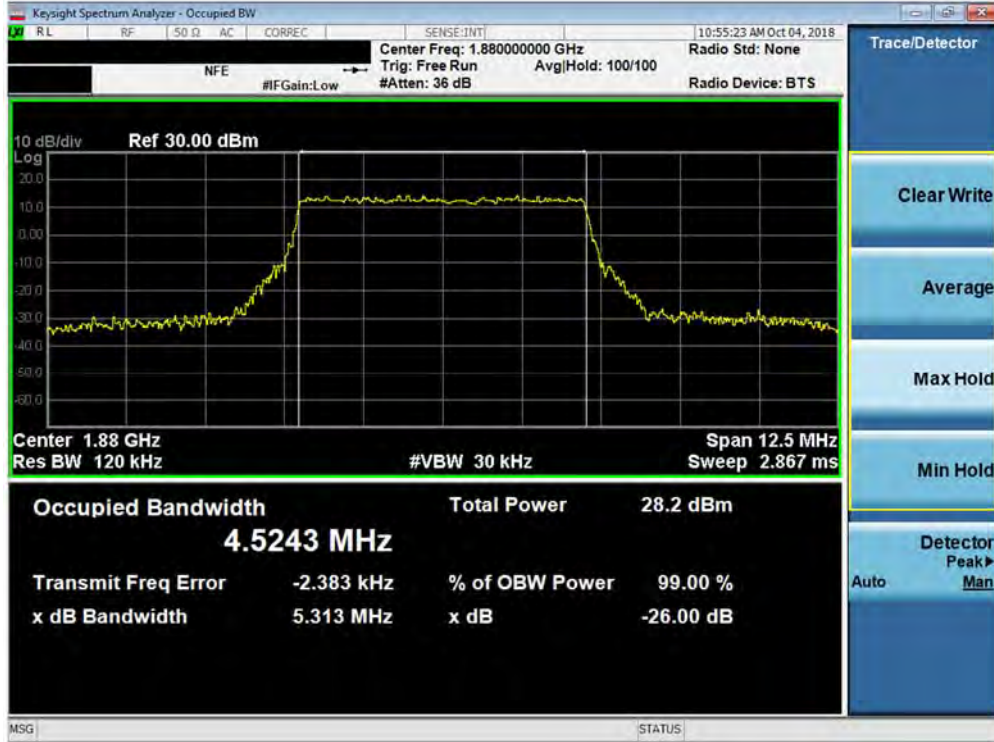 Keysight Spectrum Analyzer - Occupied BW
LXI RL RF 50 Ω AC CORREC SENSE:INT 10:55:23 AM Oct 04, 2018
Center Freq: 1.880000000 GHz Radio Std: None
NFE Trig: Free Run Avg|Hold: 100/100
#IFGain:Low #Atten: 36 dB Radio Device: BTS
10 dB/div Ref 30.00 dBm
Log
20.0
10.0
0.00
-10.0
-20.0
-30.0
-40.0
-50.0
-60.0
Center 1.88 GHz Span 12.5 MHz
Res BW 120 kHz #VBW 30 kHz Sweep 2.867 ms
Occupied Bandwidth Total Power 28.2 dBm
4.5243 MHz
Transmit Freq Error -2.383 kHz % of OBW Power 99.00 %
x dB Bandwidth 5.313 MHz x dB -26.00 dB
MSG STATUS
Trace/Detector
Clear Write
Average
Max Hold
Min Hold
Detector
Peak▶
Auto Man